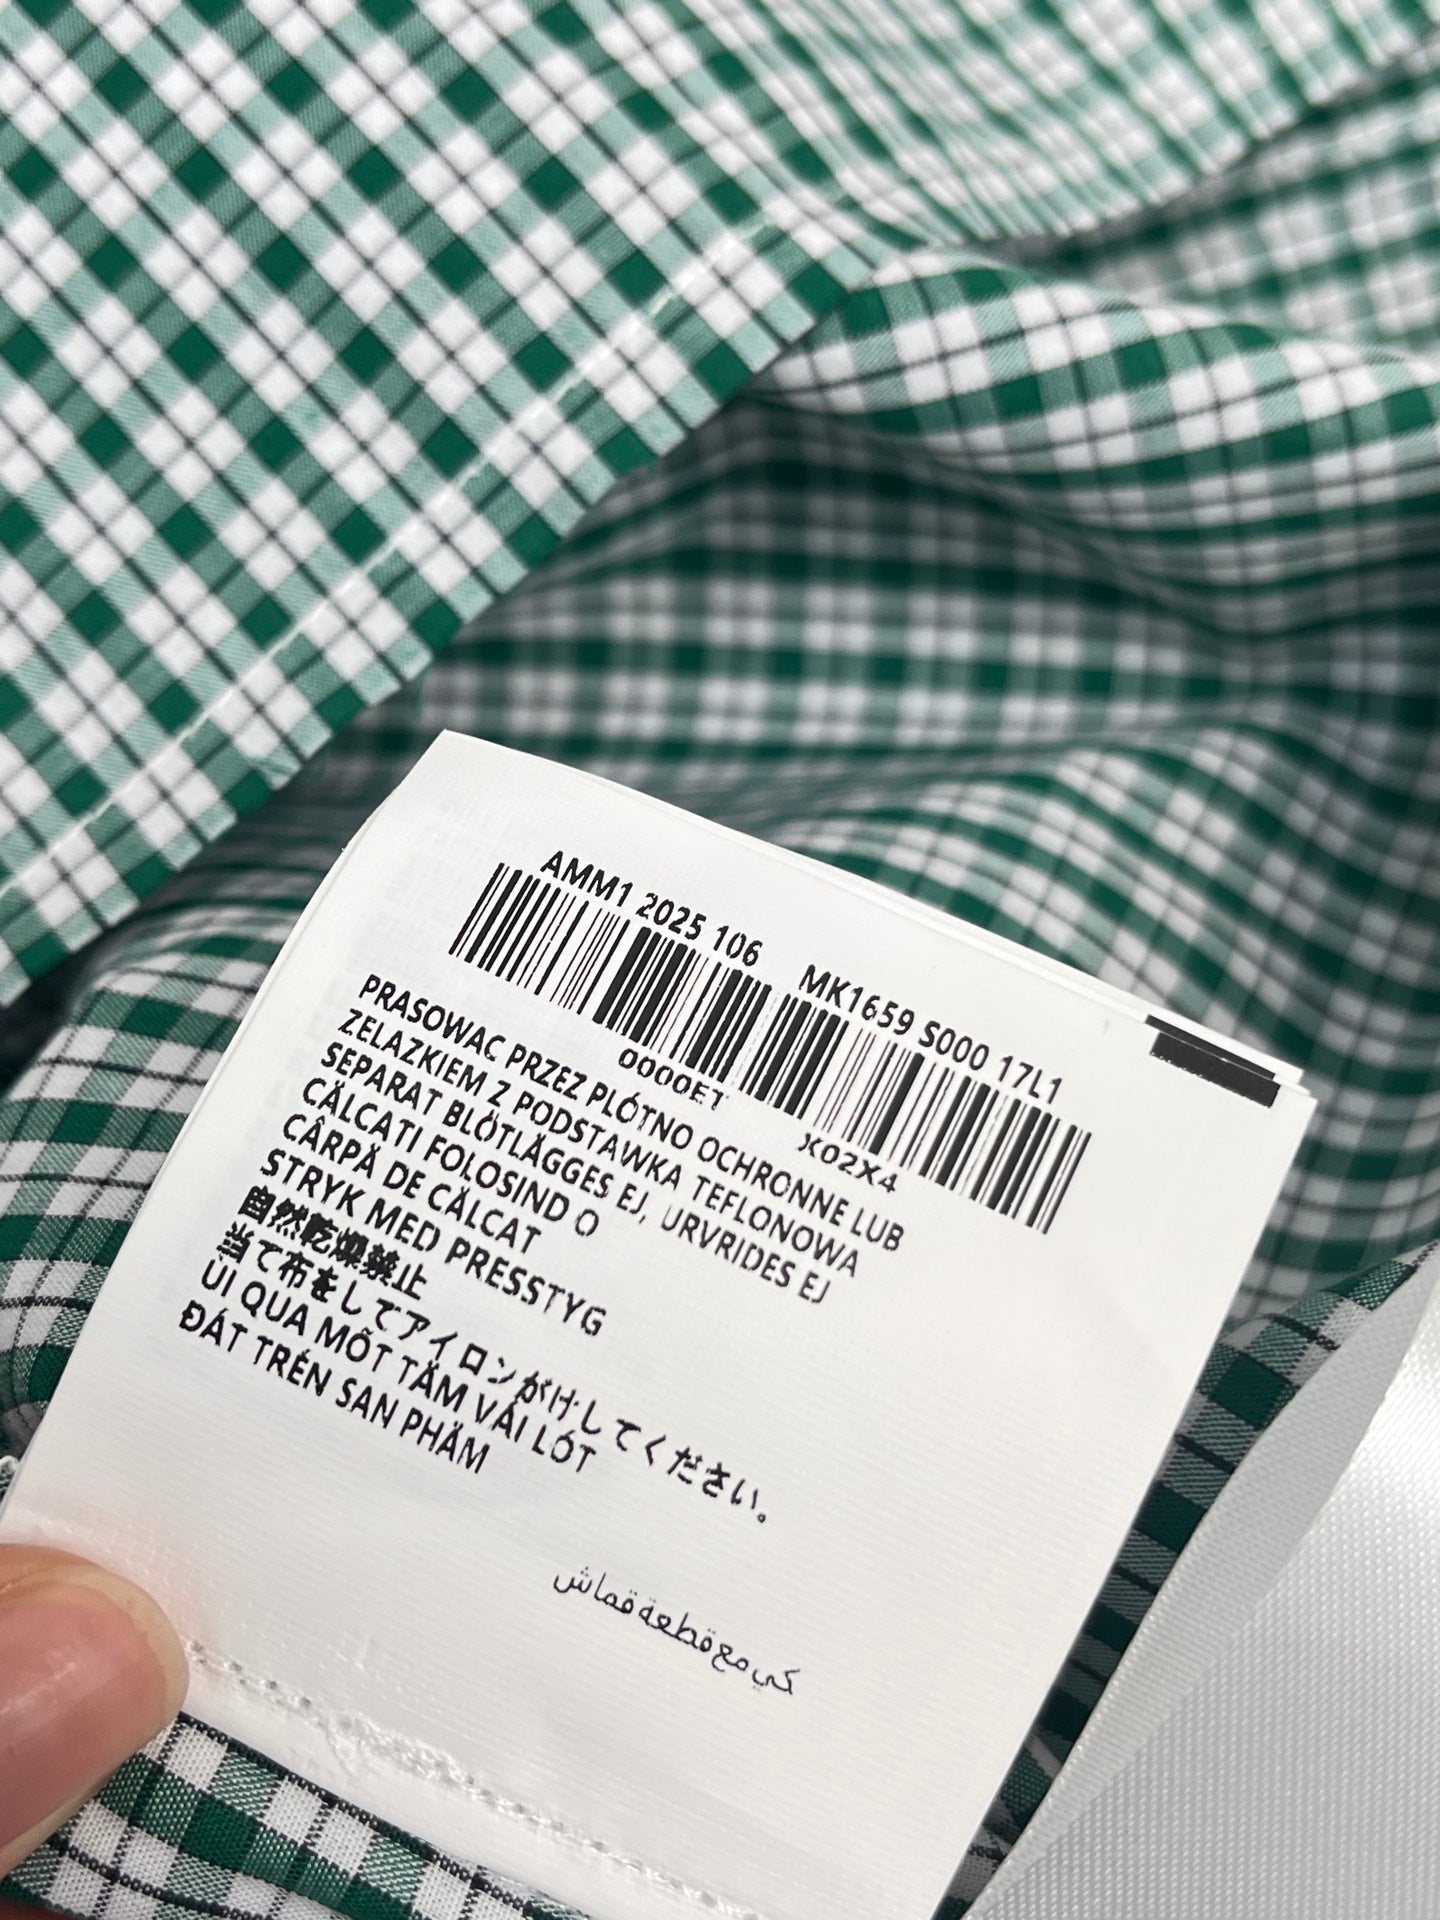 AMM1 2025 106 MK1659 S000 17L1
0000ET X02X4
PRASOWAC PRZEZ PLÓTNO OCHRONNE LUB
ZELAZKIEM Z PODSTAWKA TEFLONOWA
SEPARAT BLÖTLÄGGES EJ, URVRIDES EJ
CĂLCATI FOLOSIND O
CÂRPĂ DE CĂLCAT
STRYK MED PRESSTYG
自然乾燥禁止
当て布をしてアイロンがけしてください。
ỦI QUA MỘT TẤM VẢI LÓT
ĐẶT TRÊN SẢN PHẨM
كي مع قطعة قماش